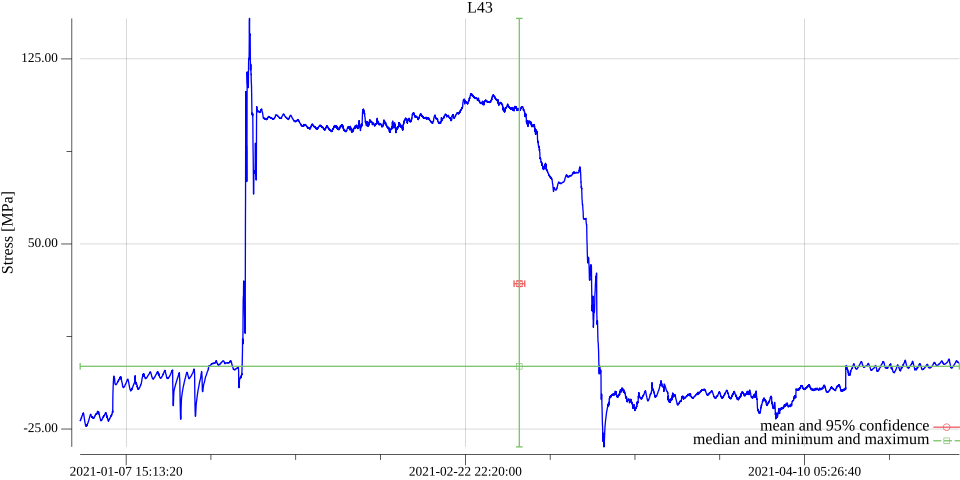 L43
125.00
50.00
-25.00
Stress [MPa]
mean and 95% confidence
median and minimum and maximum
2021-01-07 15:13:20
2021-02-22 22:20:00
2021-04-10 05:26:40